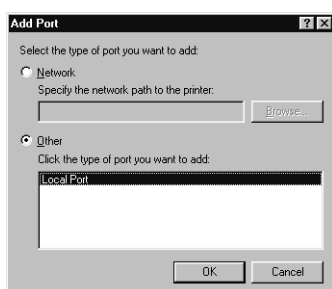 Add Port
Select the type of port you want to add:
Network
Specify the network path to the printer:
Browse...
Other
Click the type of port you want to add:
Local Port
OK Cancel